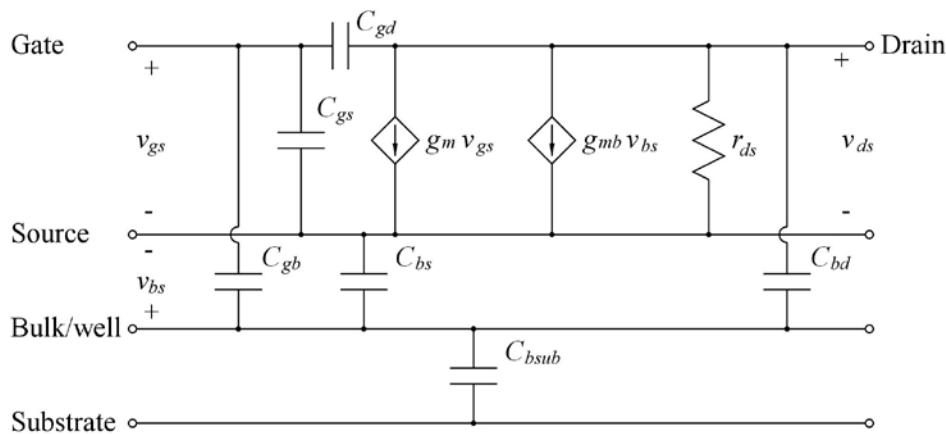 Gate
C_gd
Drain
+
+
C_gs
v_gs
g_m v_gs
g_mb v_bs
r_ds
v_ds
-
-
Source
-
C_gb
C_bs
C_bd
v_bs
+
Bulk/well
C_bsub
Substrate